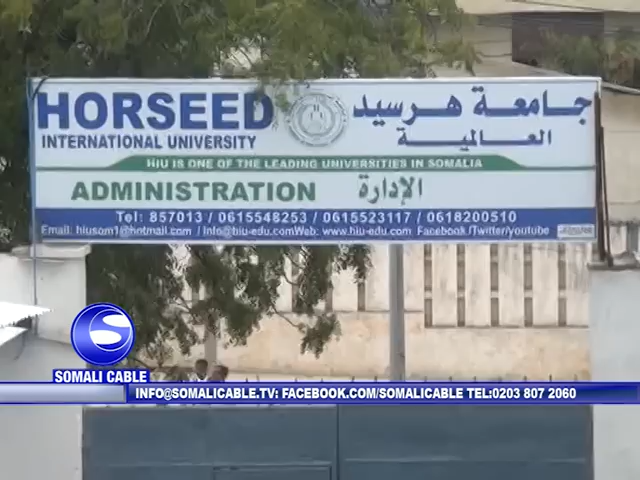 HORSEED
INTERNATIONAL UNIVERSITY
جامعة هرسيد
العالمية
HIU IS ONE OF THE LEADING UNIVERSITIES IN SOMALIA
ADMINISTRATION الإدارة
Tel: 857013 / 0615548253 / 0615523117 / 0618200510
Email: hiusom1@hotmail.com / Info@hiu-edu.comWeb: www.hiu-edu.com Facebook/Twitter/youtube
SOMALI CABLE
INFO@SOMALICABLE.TV: FACEBOOK.COM/SOMALICABLE TEL:0203 807 2060